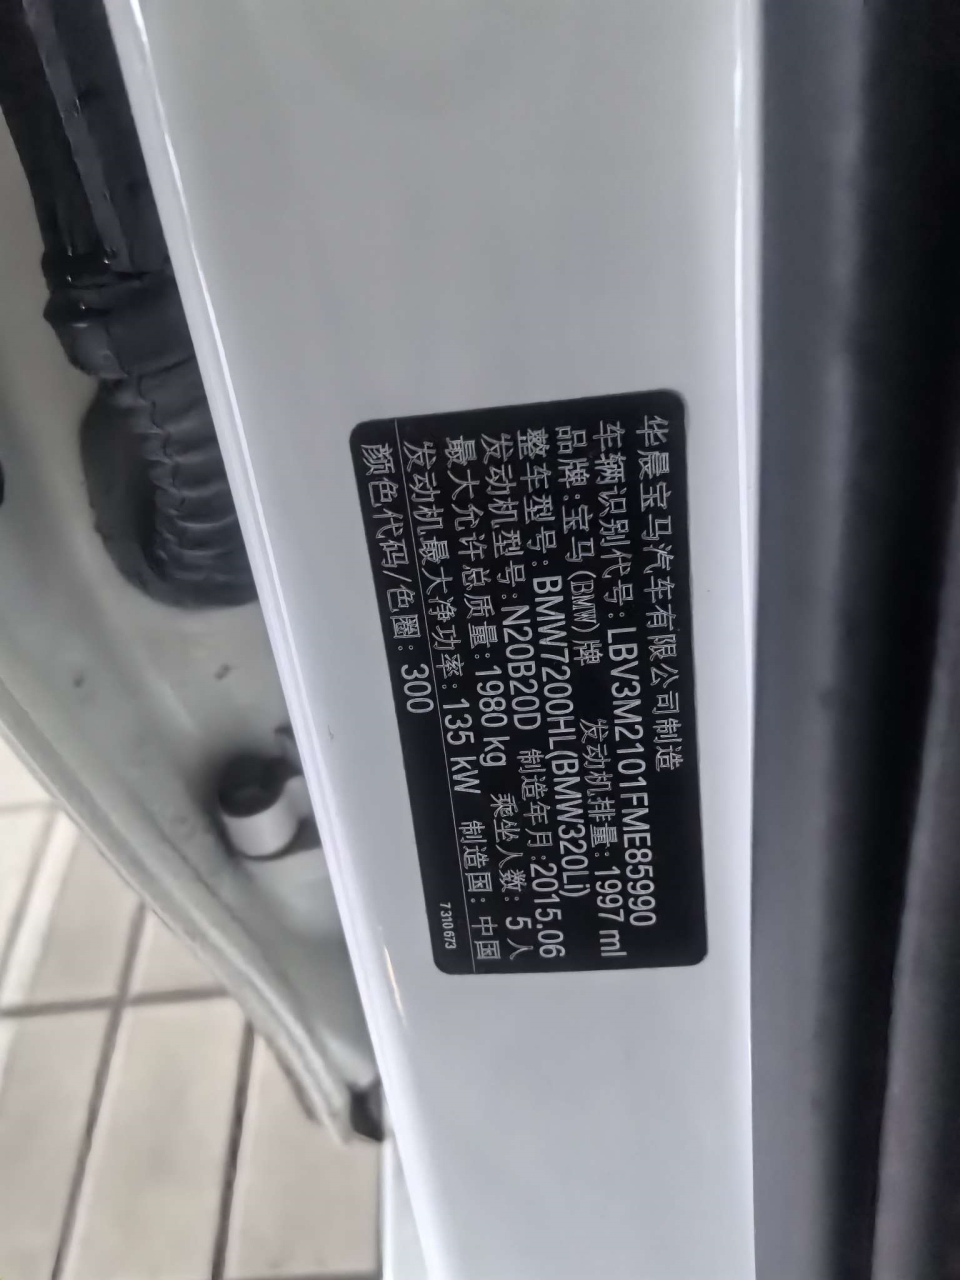 华晨宝马汽车有限公司制造
车辆识别代号:LBV3M2101FME85990
品牌:宝马(BMW)牌 发动机排量:1997 ml
整车型号:BMW7200HL(BMW320Li)
发动机型号:N20B20D 制造年月:2015.06
最大允许总质量:1980 kg 乘坐人数:5人
发动机最大净功率:135 kW 制造国:中国
颜色代码/色圈:300
7310673